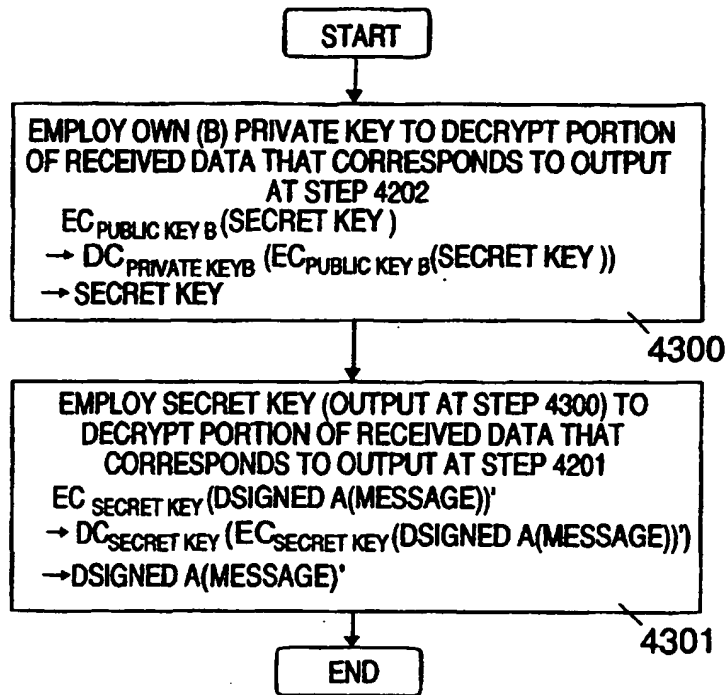 START
EMPLOY OWN (B) PRIVATE KEY TO DECRYPT PORTION
OF RECEIVED DATA THAT CORRESPONDS TO OUTPUT
AT STEP 4202
EC PUBLIC KEY B (SECRET KEY)
→ DC PRIVATE KEYB (EC PUBLIC KEY B (SECRET KEY))
→ SECRET KEY
4300
EMPLOY SECRET KEY (OUTPUT AT STEP 4300) TO
DECRYPT PORTION OF RECEIVED DATA THAT
CORRESPONDS TO OUTPUT AT STEP 4201
EC SECRET KEY (DSIGNED A(MESSAGE))'
→ DC SECRET KEY (EC SECRET KEY (DSIGNED A(MESSAGE))')
→DSIGNED A(MESSAGE)'
4301
END